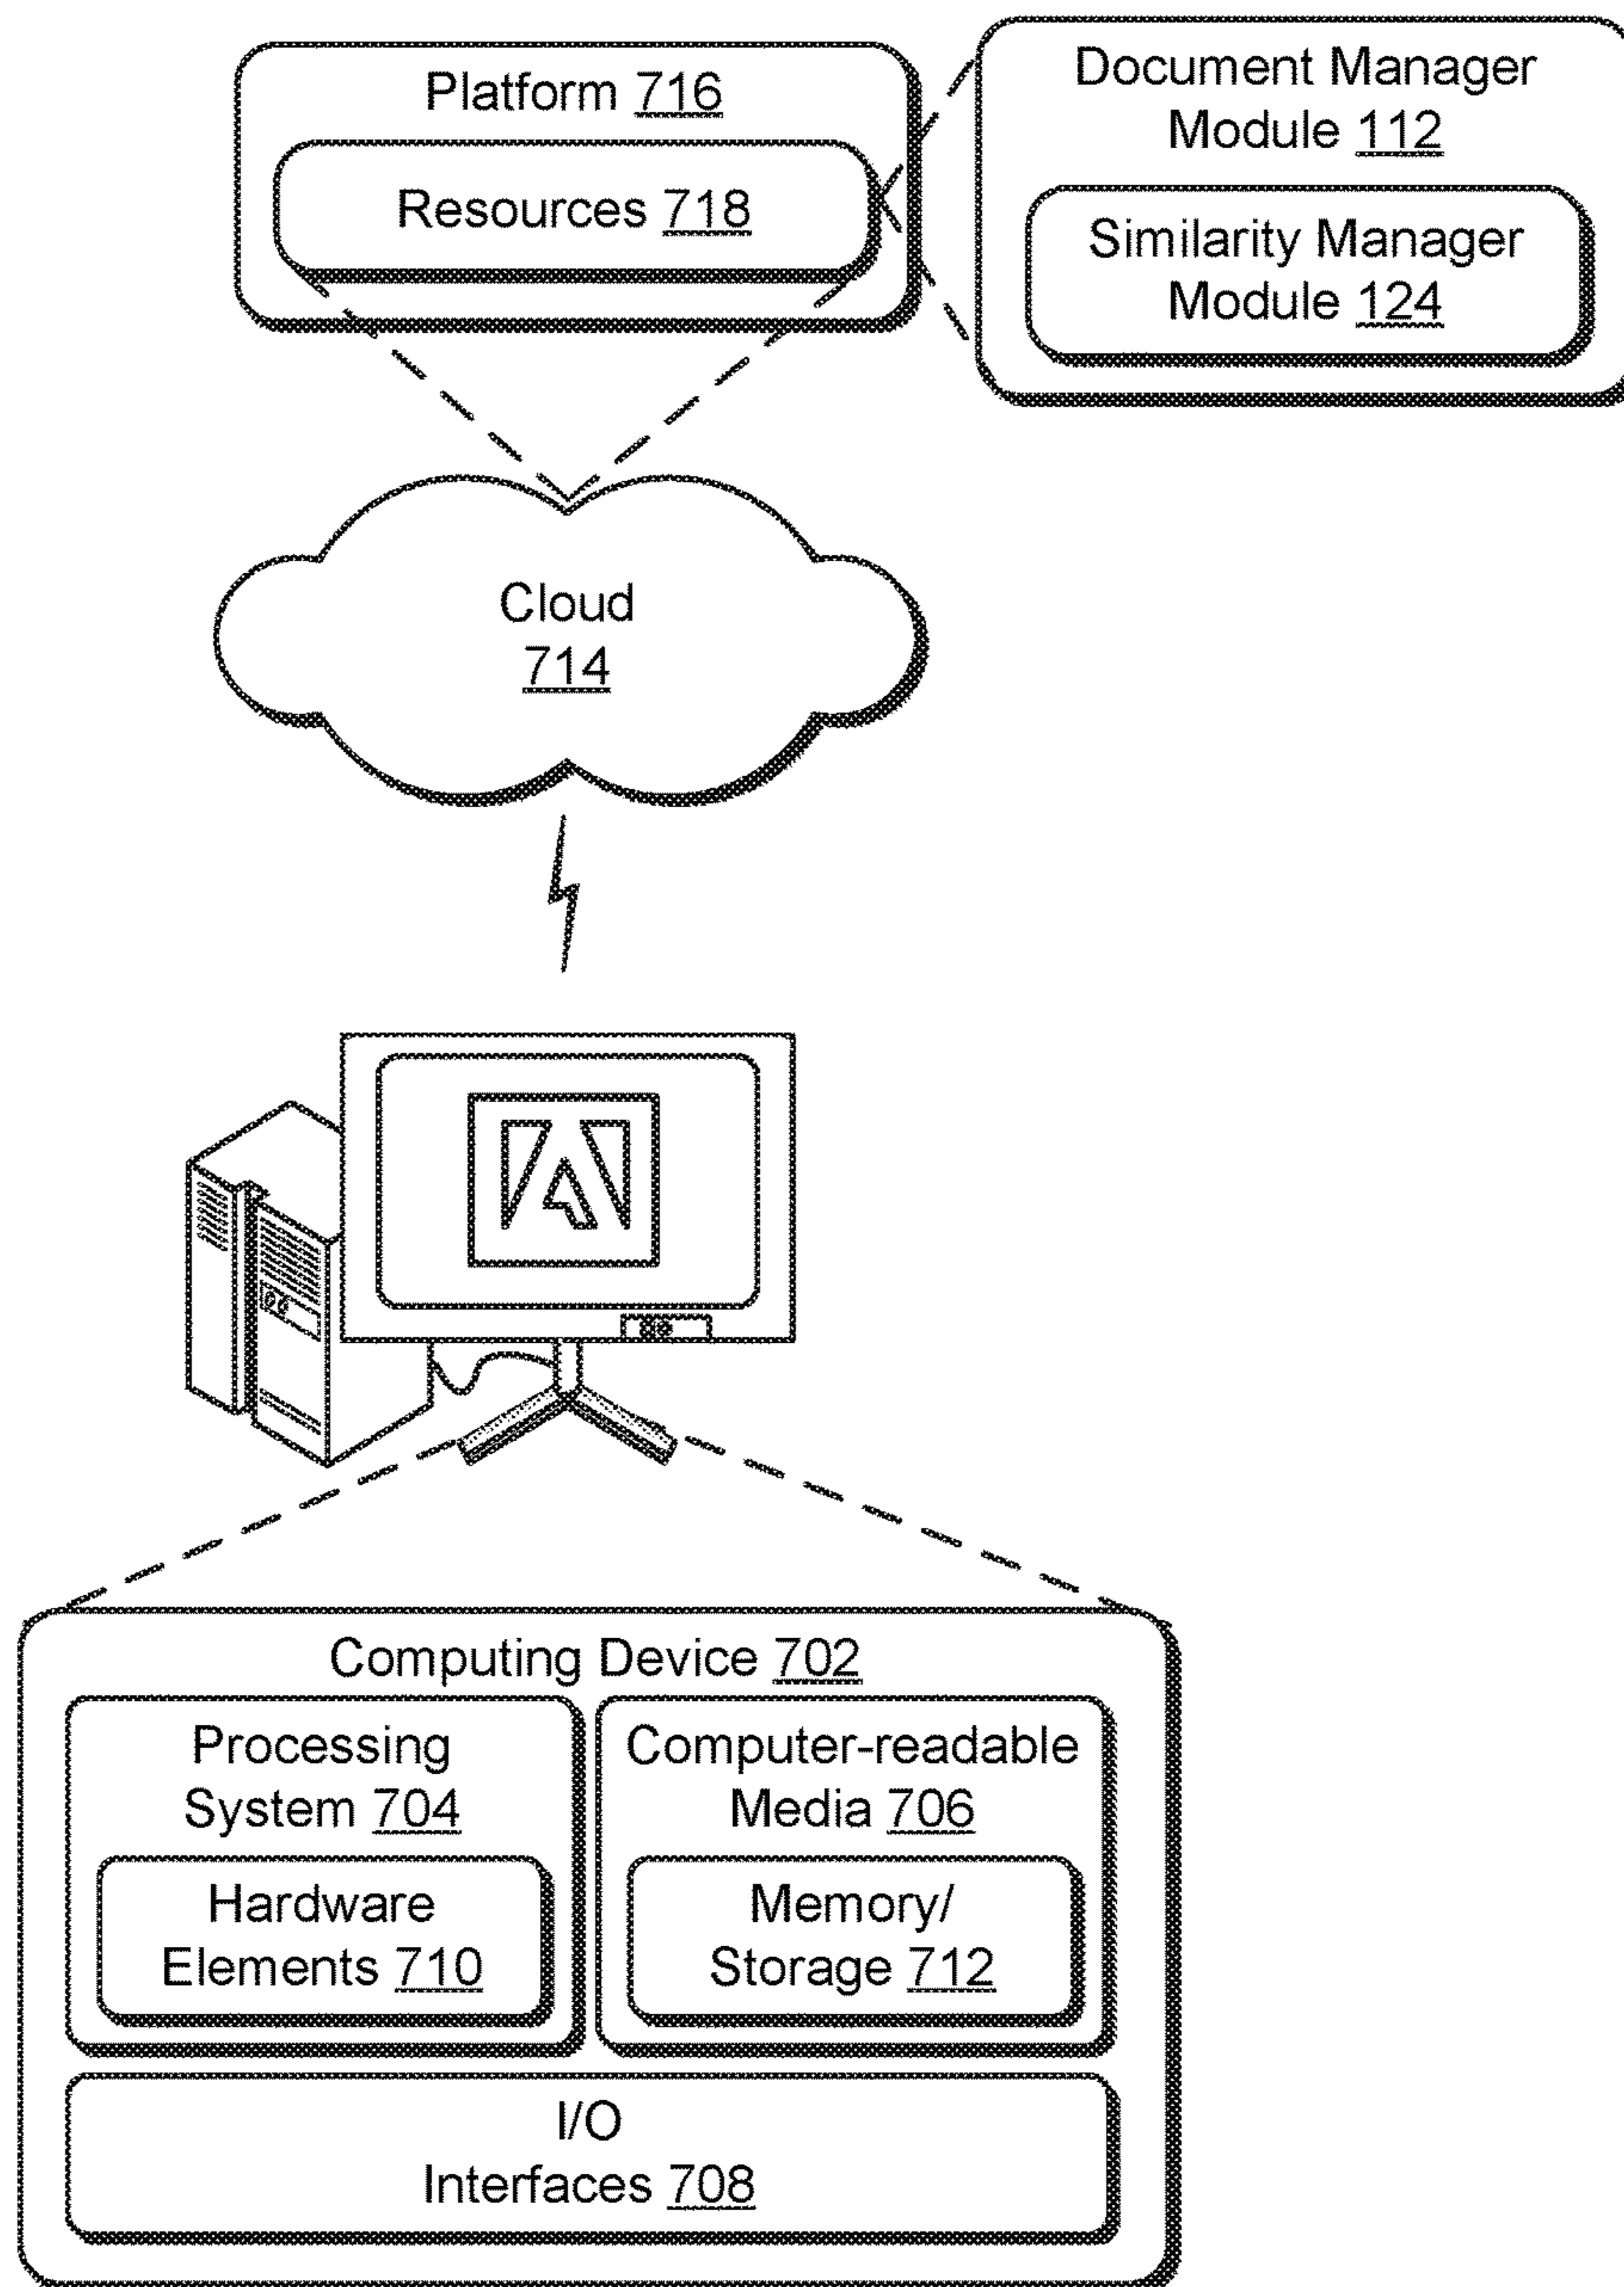 Platform 716
Resources 718
Document Manager
Module 112
Similarity Manager
Module 124
Cloud
714
Computing Device 702
Processing
System 704
Hardware
Elements 710
Computer-readable
Media 706
Memory/
Storage 712
I/O
Interfaces 708